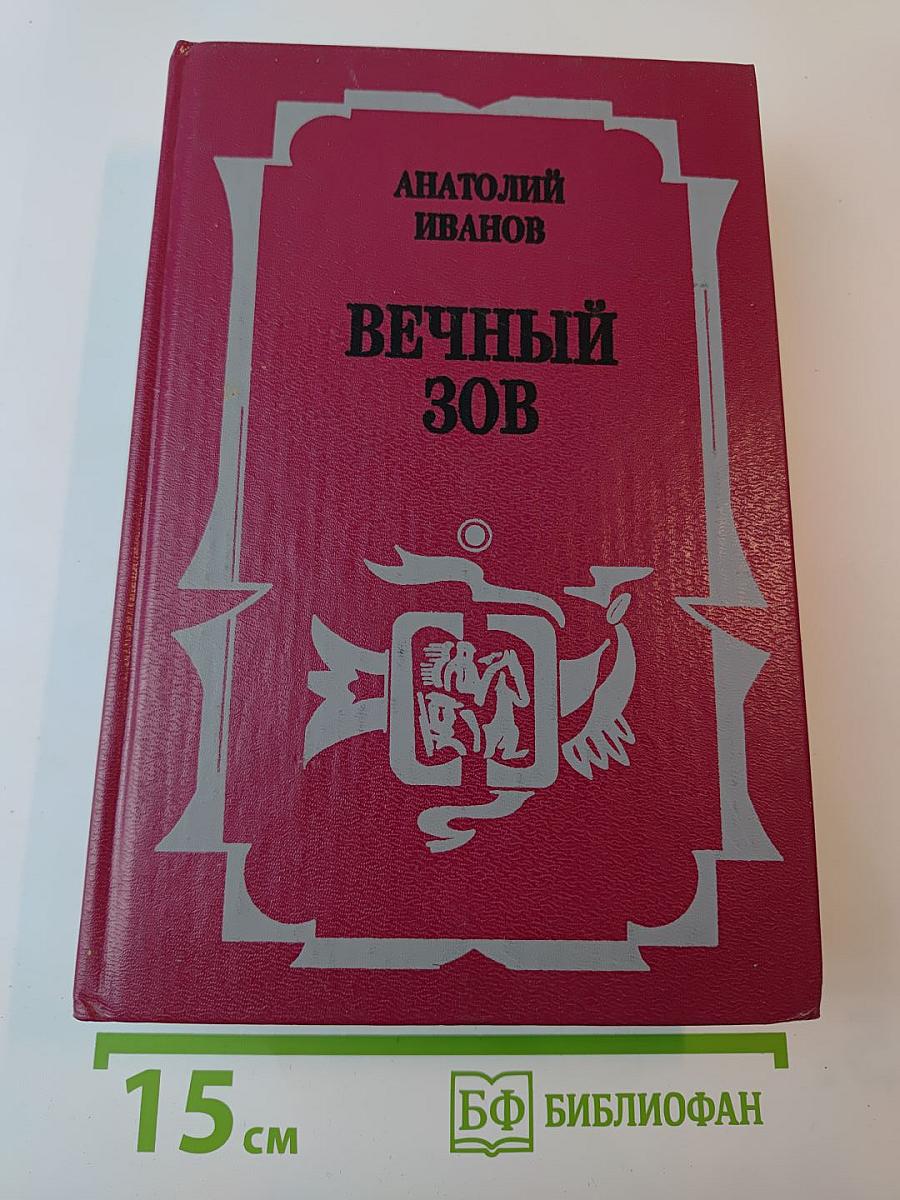 АНАТОЛИЙ
ИВАНОВ
ВЕЧНЫЙ
ЗОВ
15 см
БФ БИБЛИОФАН